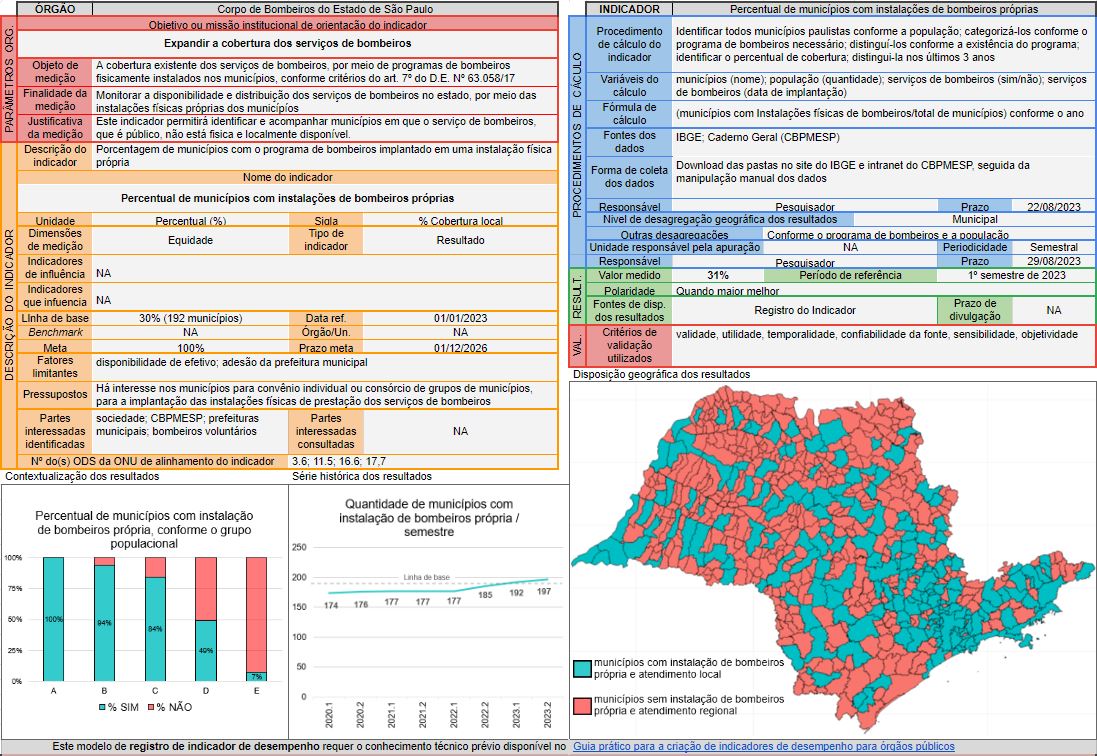 ÓRGÃO Corpo de Bombeiros do Estado de São Paulo
PARÂMETROS ORG.
Objetivo ou missão institucional de orientação do indicador
Expandir a cobertura dos serviços de bombeiros
Objeto de medição
A cobertura existente dos serviços de bombeiros, por meio de programas de bombeiros
fisicamente instalados nos municípios, conforme critérios do art. 7º do D.E. Nº 63.058/17
Finalidade da medição
Monitorar a disponibilidade e distribuição dos serviços de bombeiros no estado, por meio das
instalações físicas próprias dos municípios
Justificativa da medição
Este indicador permitirá identificar e acompanhar municípios em que o serviço de bombeiros,
que é público, não está fisica e localmente disponível.
DESCRIÇÃO DO INDICADOR
Descrição do indicador
Porcentagem de municípios com o programa de bombeiros implantado em uma instalação física
própria
Nome do indicador
Percentual de municípios com instalações de bombeiros próprias
Unidade Percentual (%) Sigla % Cobertura local
Dimensões de medição Equidade Tipo de indicador Resultado
Indicadores de influência NA
Indicadores que infuencia NA
LInha de base 30% (192 municípios) Data ref. 01/01/2023
Benchmark NA Órgão/Un. NA
Meta 100% Prazo meta 01/12/2026
Fatores limitantes disponibilidade de efetivo; adesão da prefeitura municipal
Pressupostos
Há interesse nos municípios para convênio individual ou consórcio de grupos de municípios,
para a implantação das instalações físicas de prestação dos serviços de bombeiros
Partes interessadas identificadas
sociedade; CBPMESP; prefeituras
municipais; bombeiros voluntários
Partes interessadas consultadas NA
Nº do(s) ODS da ONU de alinhamento do indicador 3.6; 11.5; 16.6; 17,7
Contextualização dos resultados
Percentual de municípios com instalação
de bombeiros própria, conforme o grupo
populacional
100%
75%
50%
25%
0%
100% 94% 84% 49% 7%
A B C D E
% SIM % NÃO
Série histórica dos resultados
Quantidade de municípios com
instalação de bombeiros própria /
semestre
250
200
150
100
50
0
Linha de base
174 176 177 177 177 185 192 197
2020.1 2020.2 2021.1 2021.2 2022.1 2022.2 2023.1 2023.2
INDICADOR Percentual de municípios com instalações de bombeiros próprias
PROCEDIMENTOS DE CÁCULO
Procedimento de cálculo do indicador
Identificar todos municípios paulistas conforme a população; categorizá-los conforme o
programa de bombeiros necessário; distinguí-los conforme a existência do programa;
identificar o percentual de cobertura; distingui-la nos últimos 3 anos
Variáveis do cálculo
municípios (nome); população (quantidade); serviços de bombeiros (sim/não); serviços
de bombeiros (data de implantação)
Fórmula de cálculo
(municípios com Instalações físicas de bombeiros/total de municípios) conforme o ano
Fontes dos dados
IBGE; Caderno Geral (CBPMESP)
Forma de coleta dos dados
Download das pastas no site do IBGE e intranet do CBPMESP, seguida da
manipulação manual dos dados
Responsável Pesquisador Prazo 22/08/2023
Nível de desagregação geográfica dos resultados Municipal
Outras desagregações Conforme o programa de bombeiros e a população
Unidade responsável pela apuração NA Periodicidade Semestral
Responsável Pesquisador Prazo 29/08/2023
RESULT.
Valor medido 31% Período de referência 1º semestre de 2023
Polaridade Quando maior melhor
Fontes de disp. dos resultados Registro do Indicador Prazo de divulgação NA
VAL.
Critérios de validação utilizados
validade, utilidade, temporalidade, confiabilidade da fonte, sensibilidade, objetividade
Disposição geográfica dos resultados
municípios com instalação de bombeiros
própria e atendimento local
municípios sem instalação de bombeiros
própria e atendimento regional
Este modelo de registro de indicador de desempenho requer o conhecimento técnico prévio disponível no Guia prático para a criação de indicadores de desempenho para órgãos públicos